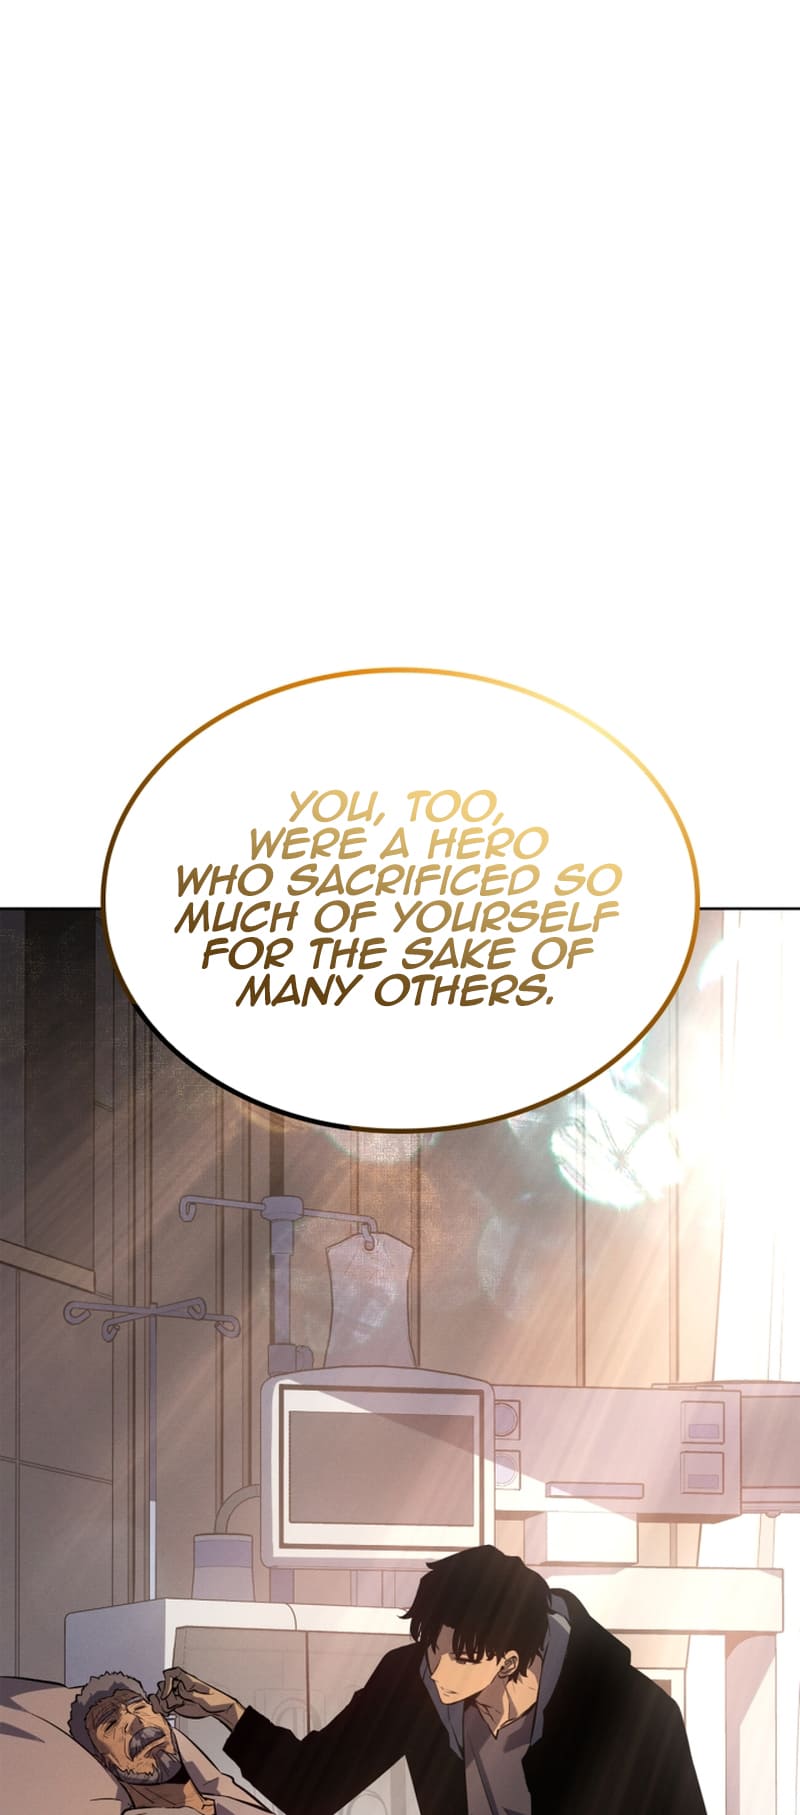 YOU, TOO,
WERE A HERO
WHO SACRIFICED SO
MUCH OF YOURSELF
FOR THE SAKE OF
MANY OTHERS.